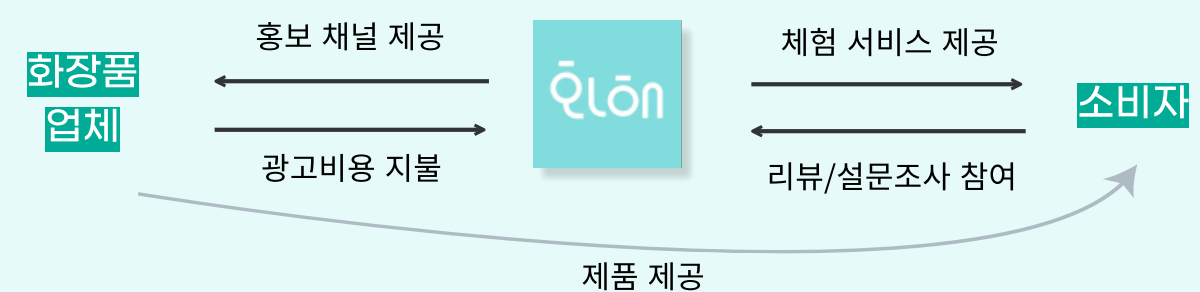 홍보 채널 제공
체험 서비스 제공
화장품
업체
소비자
광고비용 지불
리뷰/설문조사 참여
제품 제공